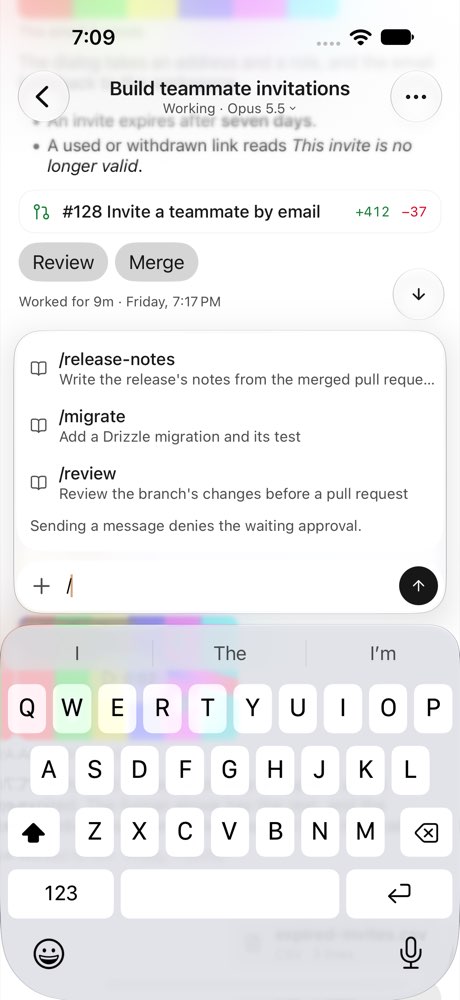 7:09
Build teammate invitations
Working · Opus 5.5
• An invite expires after seven days.
• A used or withdrawn link reads This invite is no
longer valid.
#128 Invite a teammate by email +412 −37
Review Merge
Worked for 9m · Friday, 7:17 PM
/release-notes
Write the release's notes from the merged pull reque...
/migrate
Add a Drizzle migration and its test
/review
Review the branch's changes before a pull request
Sending a message denies the waiting approval.
/
I The I'm
Q W E R T Y U I O P
A S D F G H J K L
Z X C V B N M
123